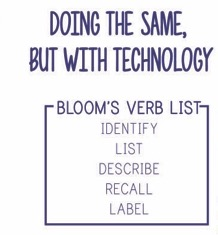 DOING THE SAME,
BUT WITH TECHNOLOGY
BLOOM'S VERB LIST
IDENTIFY
LIST
DESCRIBE
RECALL
LABEL